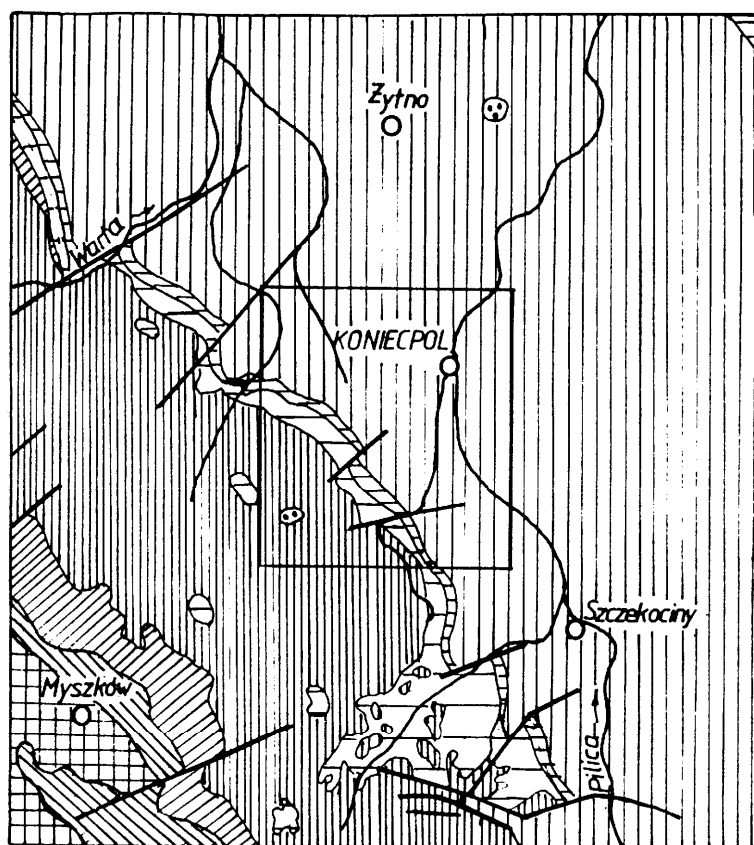 Żytno
Warta
KONIECPOL
Szczekociny
Myszków
Pilica